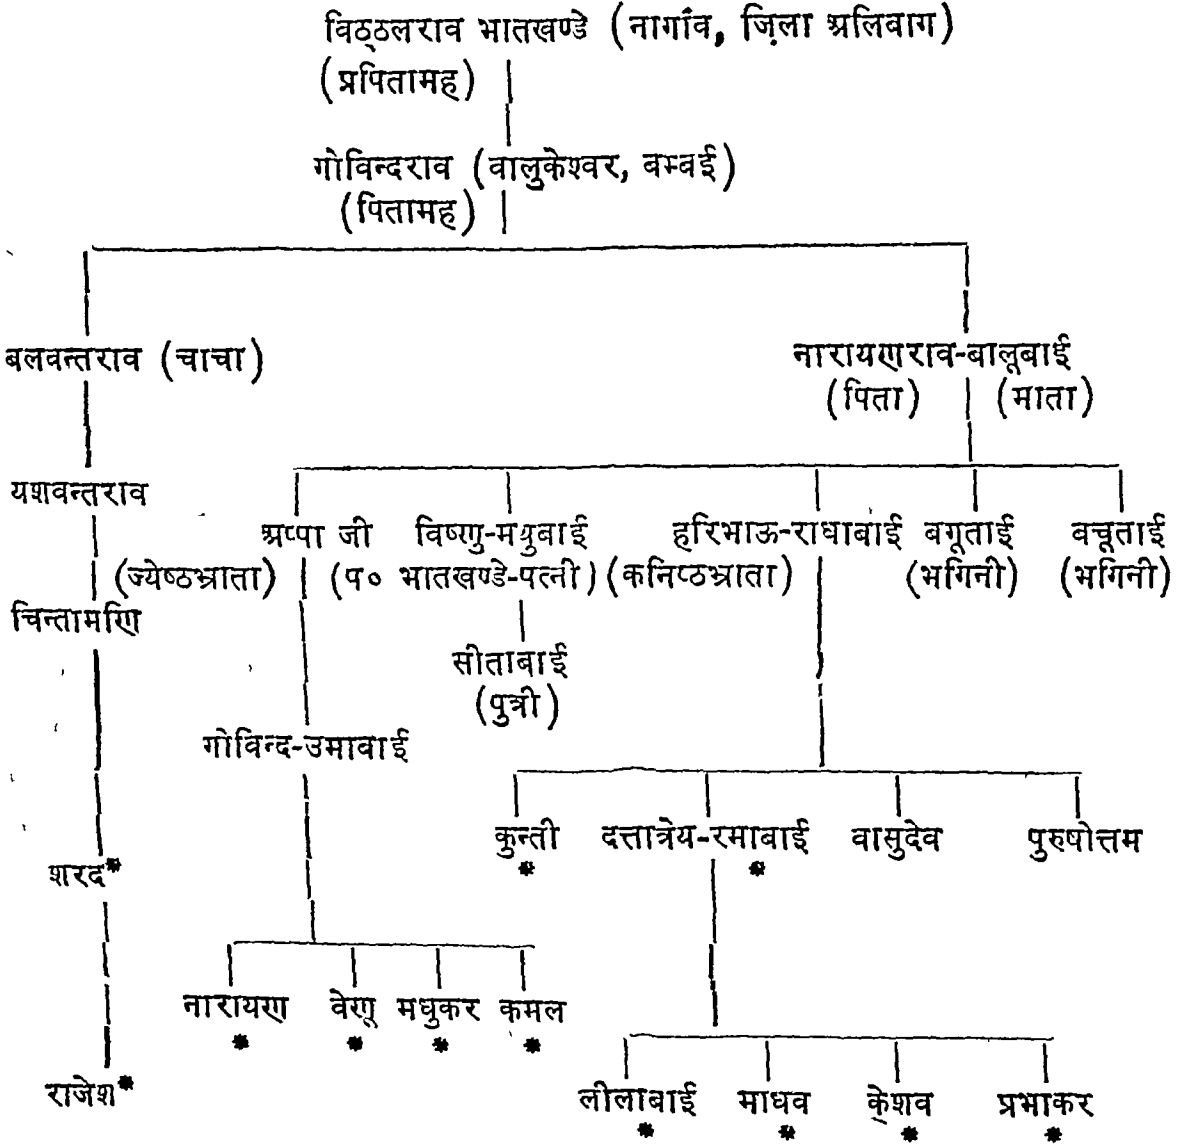 विठ्ठलराव भातखण्डे (नागांव, ज़िला अलिबाग)
(प्रपितामह)
गोविन्दराव (वालुकेश्वर, बम्बई)
(पितामह)
बलवन्तराव (चाचा) नारायणराव-बालूबाई
(पिता) (माता)
यशवन्तराव
अप्पा जी विष्णु-मथुबाई हरिभाऊ-राधाबाई बगूताई बचूताई
(ज्येष्ठभ्राता) (प० भातखण्डे-पत्नी) (कनिष्ठभ्राता) (भगिनी) (भगिनी)
चिन्तामणि
सीताबाई
(पुत्री)
गोविन्द-उमाबाई
कुन्ती दत्तात्रेय-रमाबाई वासुदेव पुरुषोत्तम
* *
शरद*
नारायण वेणू मधुकर कमल
* * * *
राजेश* लीलाबाई माधव केशव प्रभाकर
* * * *